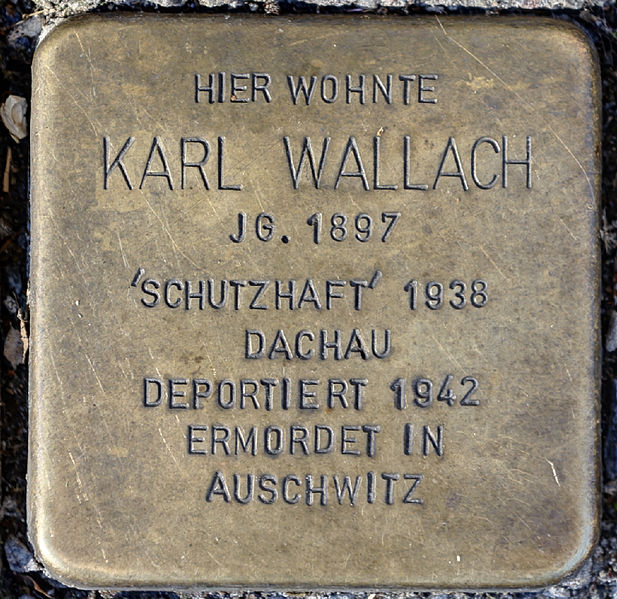 HIER WOHNTE
KARL WALLACH
JG. 1897
'SCHUTZHAFT' 1938
DACHAU
DEPORTIERT 1942
ERMORDET IN
AUSCHWITZ